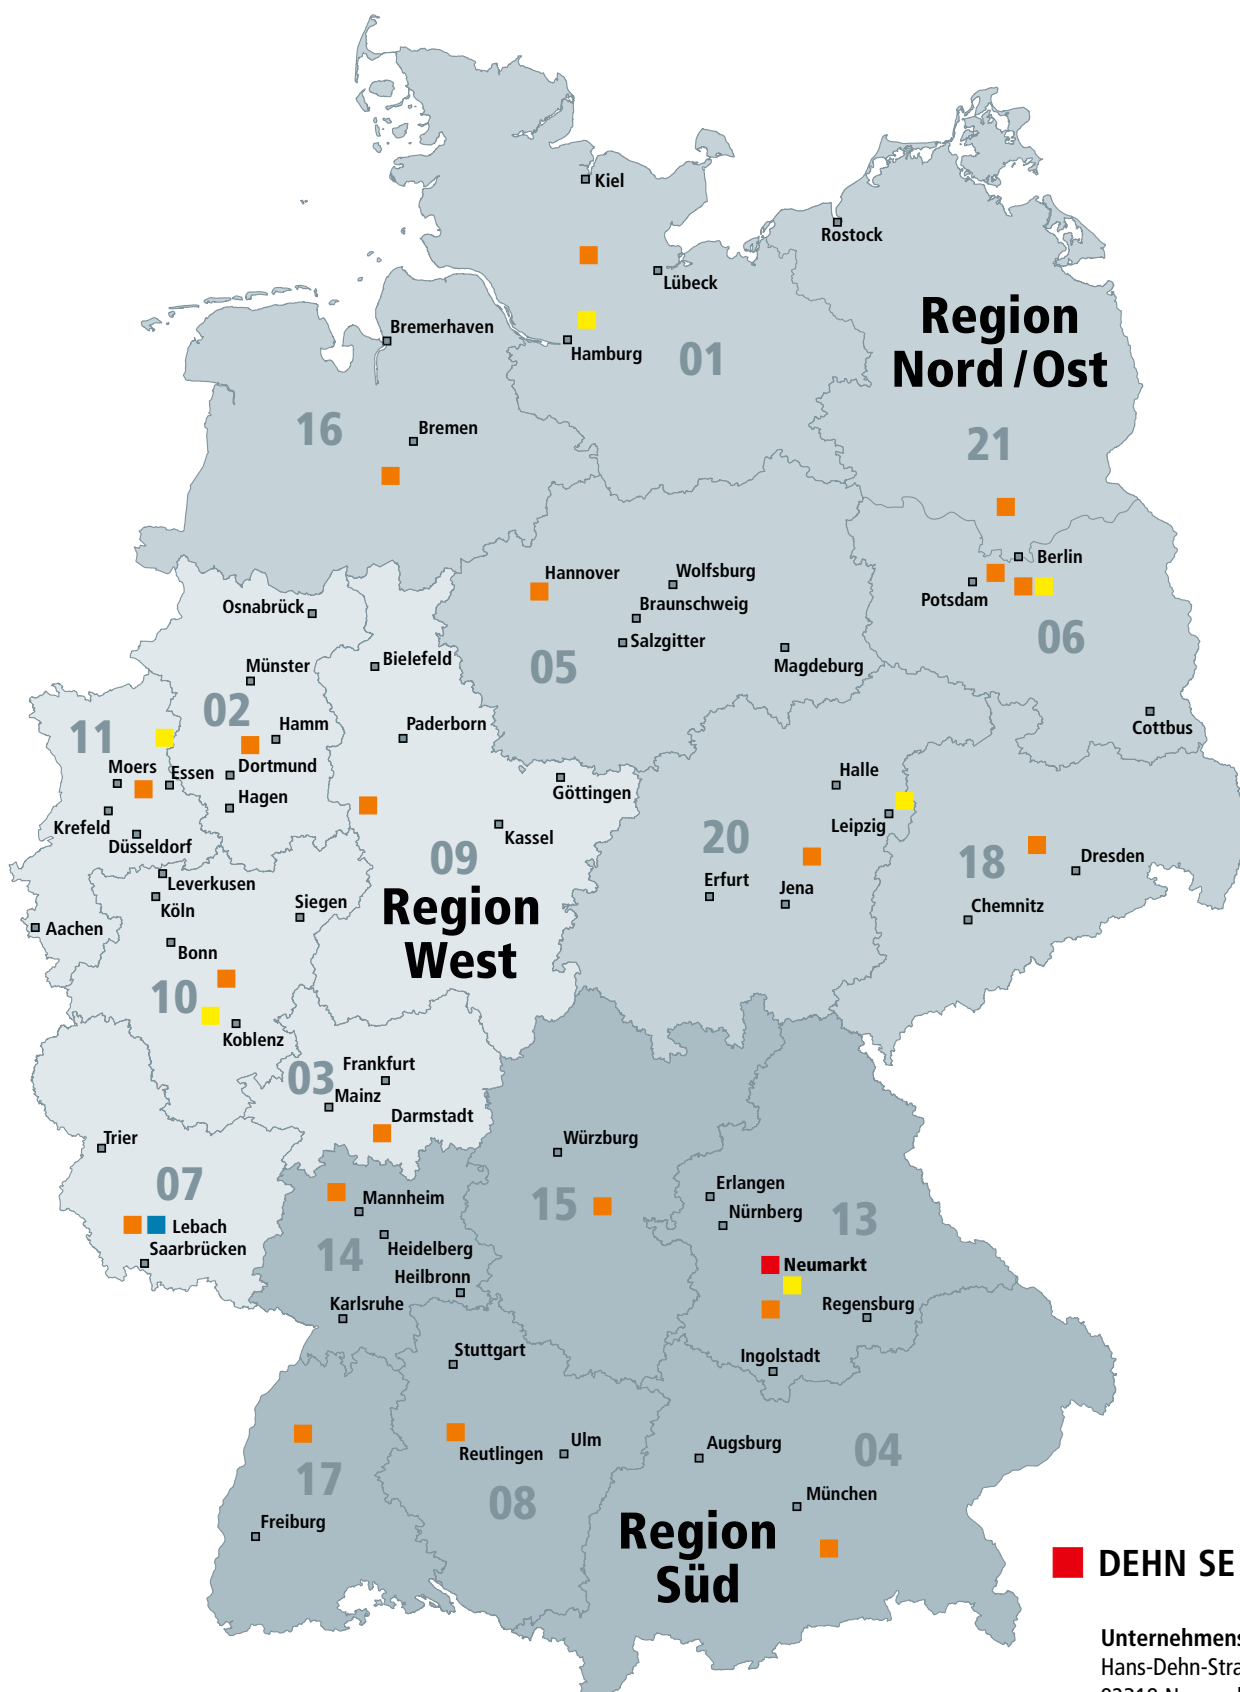 Kiel
Rostock
Lübeck
Region
Nord / Ost
Bremerhaven
Hamburg
01
16
Bremen
21
Berlin
Hannover
Wolfsburg
Potsdam
Braunschweig
Osnabrück
Salzgitter
06
Bielefeld
05
Magdeburg
Münster
02
11
Hamm
Paderborn
Cottbus
Moers
Essen
Dortmund
Halle
Göttingen
Hagen
Krefeld
Leipzig
Düsseldorf
Kassel
20
09
18
Dresden
Leverkusen
Erfurt
Jena
Siegen
Köln
Region
West
Chemnitz
Aachen
Bonn
10
Koblenz
Frankfurt
03
Mainz
Darmstadt
Trier
Würzburg
07
Erlangen
Mannheim
15
Nürnberg
13
Lebach
Saarbrücken
14
Heidelberg
Neumarkt
Heilbronn
Karlsruhe
Regensburg
Stuttgart
Ingolstadt
Ulm
Reutlingen
Augsburg
04
17
08
München
Freiburg
Region
Süd
DEHN SE
Unternehmens
Hans-Dehn-Stra